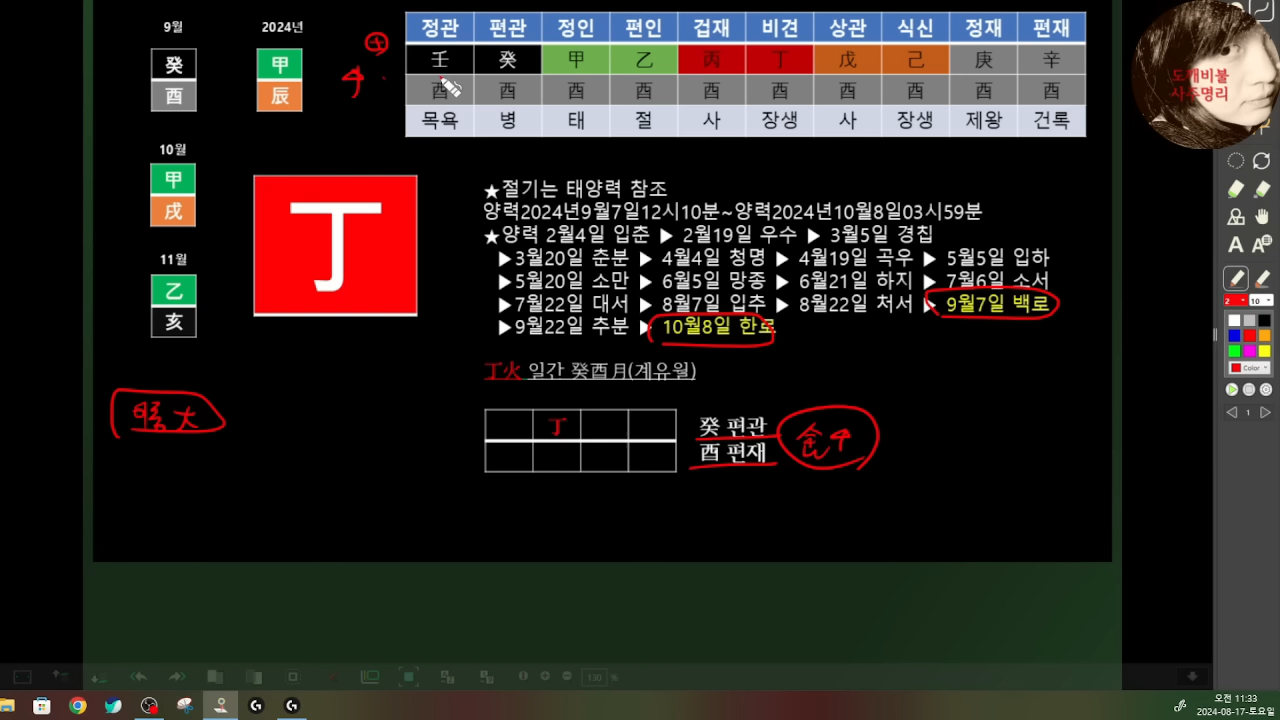 9월 2024년
癸 甲
酉 辰
10월
甲
戌
11월
乙
亥
정관 편관 정인 편인 겁재 비견 상관 식신 정재 편재
壬 癸 甲 乙 丙 丁 戊 己 庚 辛
酉 酉 酉 酉 酉 酉 酉 酉 酉 酉
목욕 병 태 절 사 장생 사 장생 제왕 건록
도깨비불
사주명리
丁
★절기는 태양력 참조
양력2024년9월7일12시10분~양력2024년10월8일03시59분
★양력 2월4일 입춘 ▶ 2월19일 우수 ▶ 3월5일 경칩
▶3월20일 춘분 ▶ 4월4일 청명 ▶ 4월19일 곡우 ▶ 5월5일 입하
▶5월20일 소만 ▶ 6월5일 망종 ▶ 6월21일 하지 ▶ 7월6일 소서
▶7월22일 대서 ▶ 8월7일 입추 ▶ 8월22일 처서 ▶ 9월7일 백로
▶9월22일 추분 ▶ 10월8일 한로
丁火 일간 癸酉月(계유월)
丁
癸 편관
酉 편재
2 10
Color
1
130 %
오전 11:33
2024-08-17-토요일